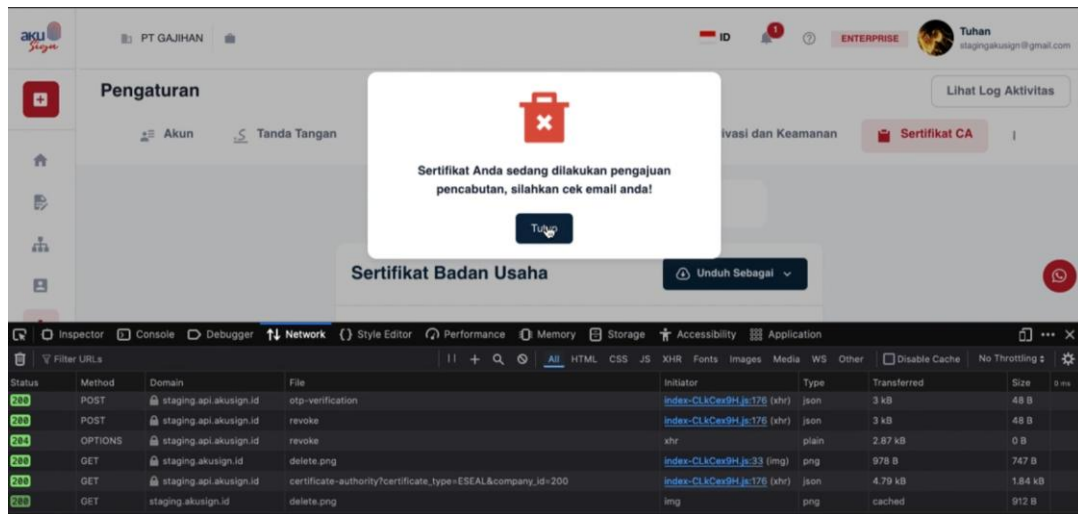 aku
Sign
PT GAJIHAN
ID
1
ENTERPRISE
Tuhan
stagingakusign@gmail.com
Pengaturan
Lihat Log Aktivitas
Akun
Tanda Tangan
ivasi dan Keamanan
Sertifikat CA
Sertifikat Anda sedang dilakukan pengajuan
pencabutan, silahkan cek email anda!
Tutup
Sertifikat Badan Usaha
Unduh Sebagai
Inspector Console Debugger Network Style Editor Performance Memory Storage Accessibility Application
Filter URLs
All HTML CSS JS XHR Fonts Images Media WS Other Disable Cache No Throttling
Status Method Domain File Initiator Type Transferred Size 0 ms
200 POST staging.api.akusign.id otp-verification index-CLkCex9H.js:176 (xhr) json 3 kB 48 B
200 POST staging.api.akusign.id revoke index-CLkCex9H.js:176 (xhr) json 3 kB 48 B
204 OPTIONS staging.api.akusign.id revoke xhr plain 2.87 kB 0 B
200 GET staging.akusign.id delete.png index-CLkCex9H.js:33 (img) png 978 B 747 B
200 GET staging.api.akusign.id certificate-authority?certificate_type=ESEAL&company_id=200 index-CLkCex9H.js:176 (xhr) json 4.79 kB 1.84 kB
200 GET staging.akusign.id delete.png img png cached 912 B